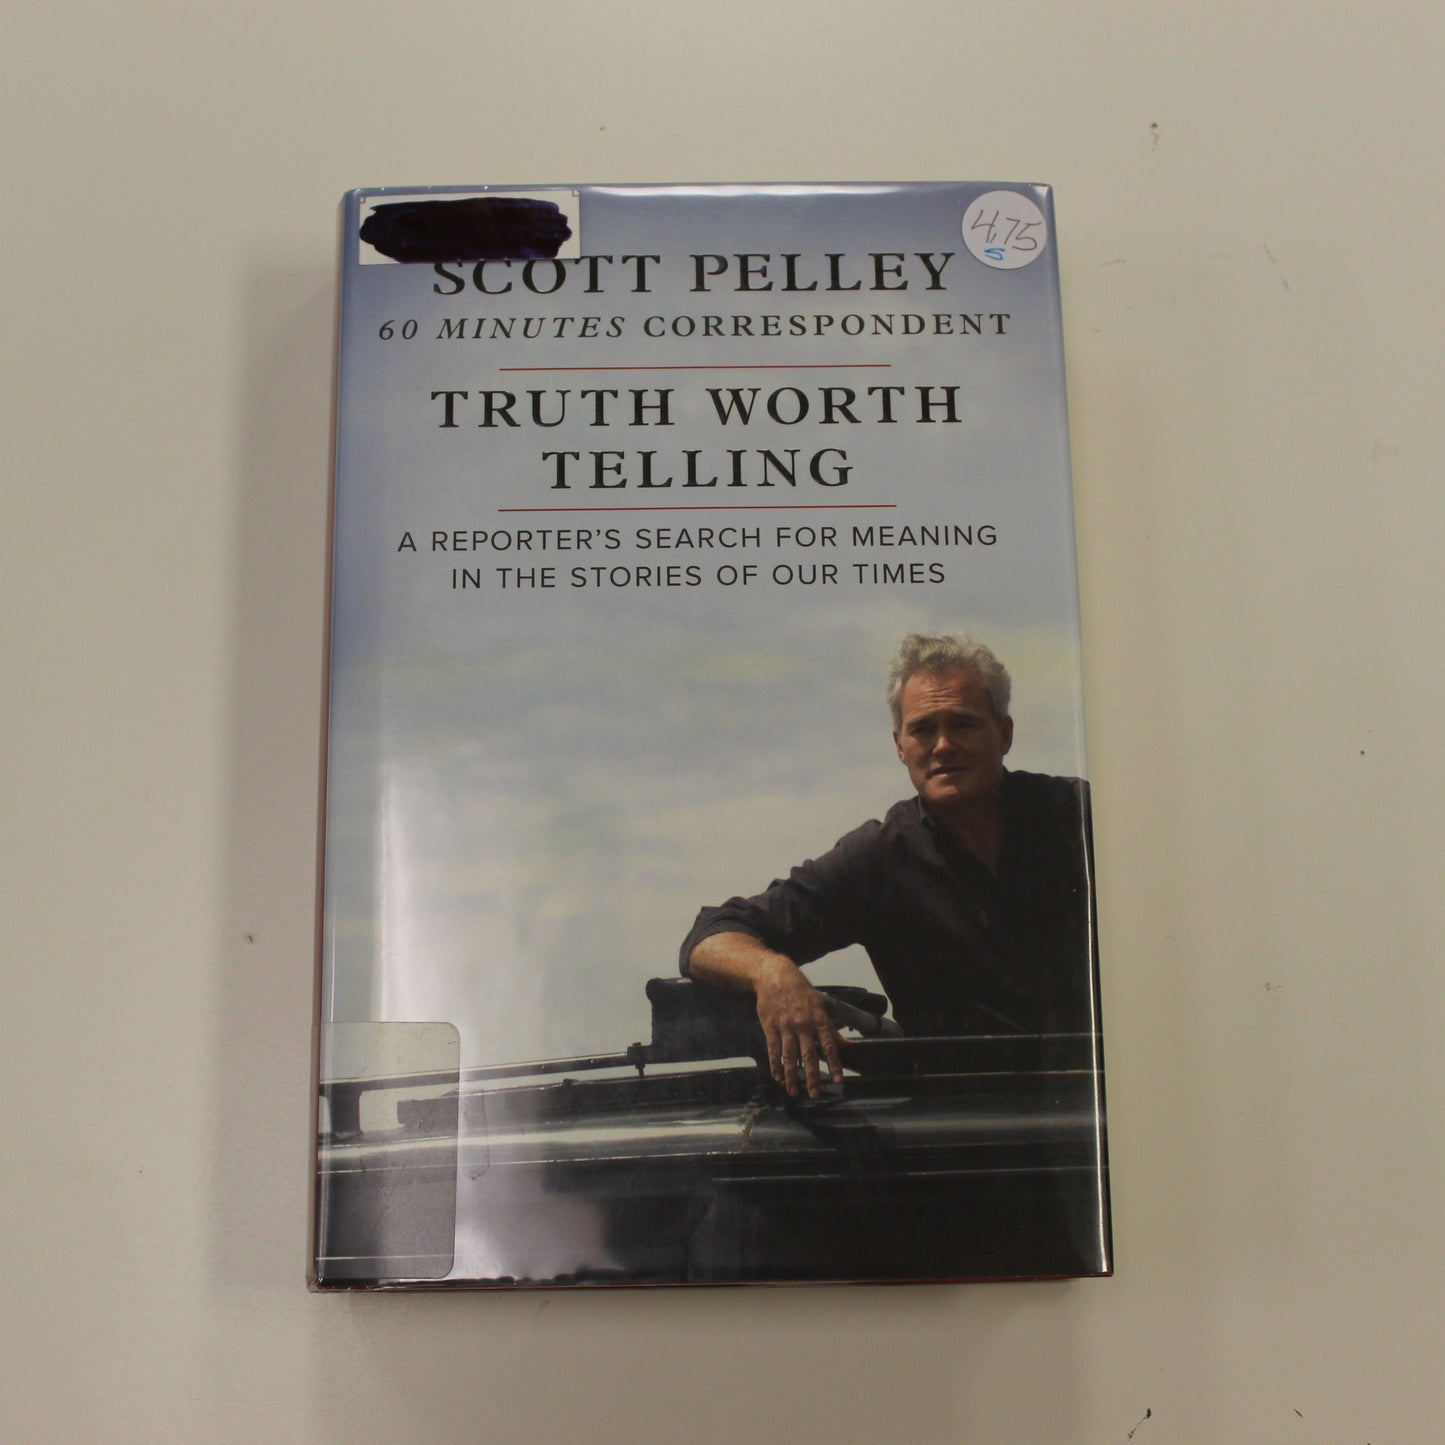 4.75
S
SCOTT PELLEY
60 MINUTES CORRESPONDENT
TRUTH WORTH
TELLING
A REPORTER'S SEARCH FOR MEANING
IN THE STORIES OF OUR TIMES